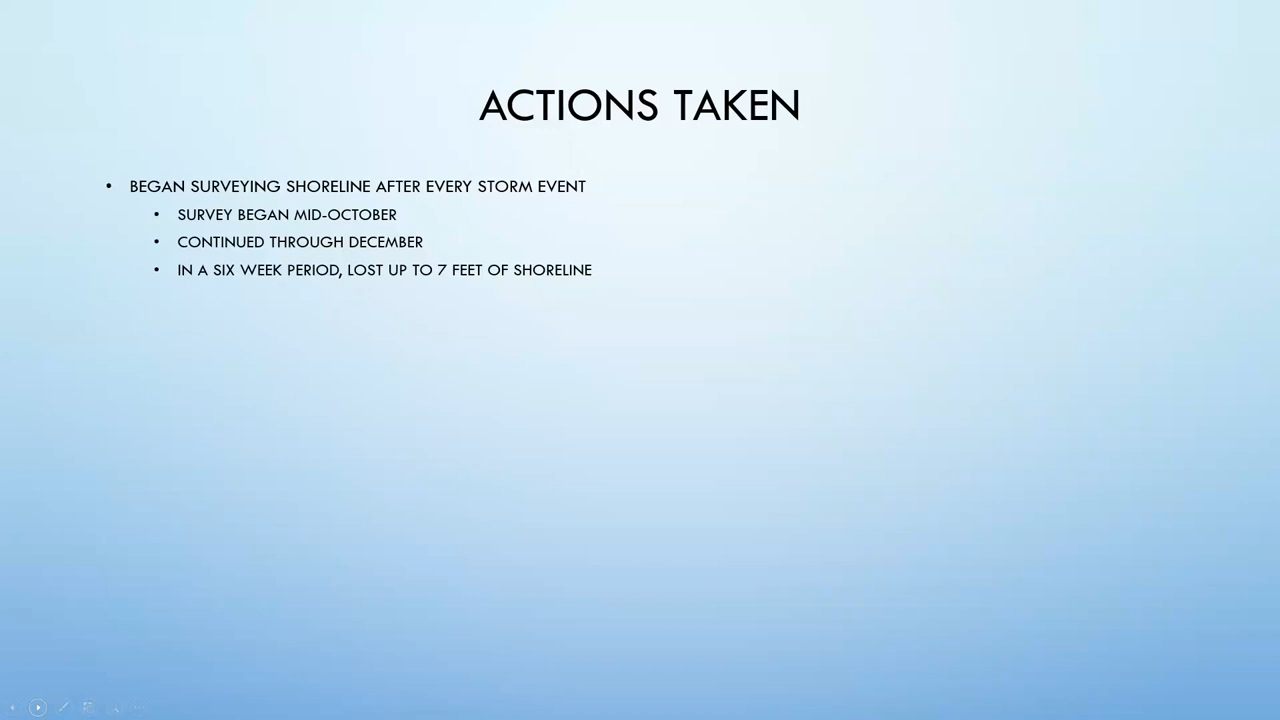 ACTIONS TAKEN
• BEGAN SURVEYING SHORELINE AFTER EVERY STORM EVENT
• SURVEY BEGAN MID-OCTOBER
• CONTINUED THROUGH DECEMBER
• IN A SIX WEEK PERIOD, LOST UP TO 7 FEET OF SHORELINE